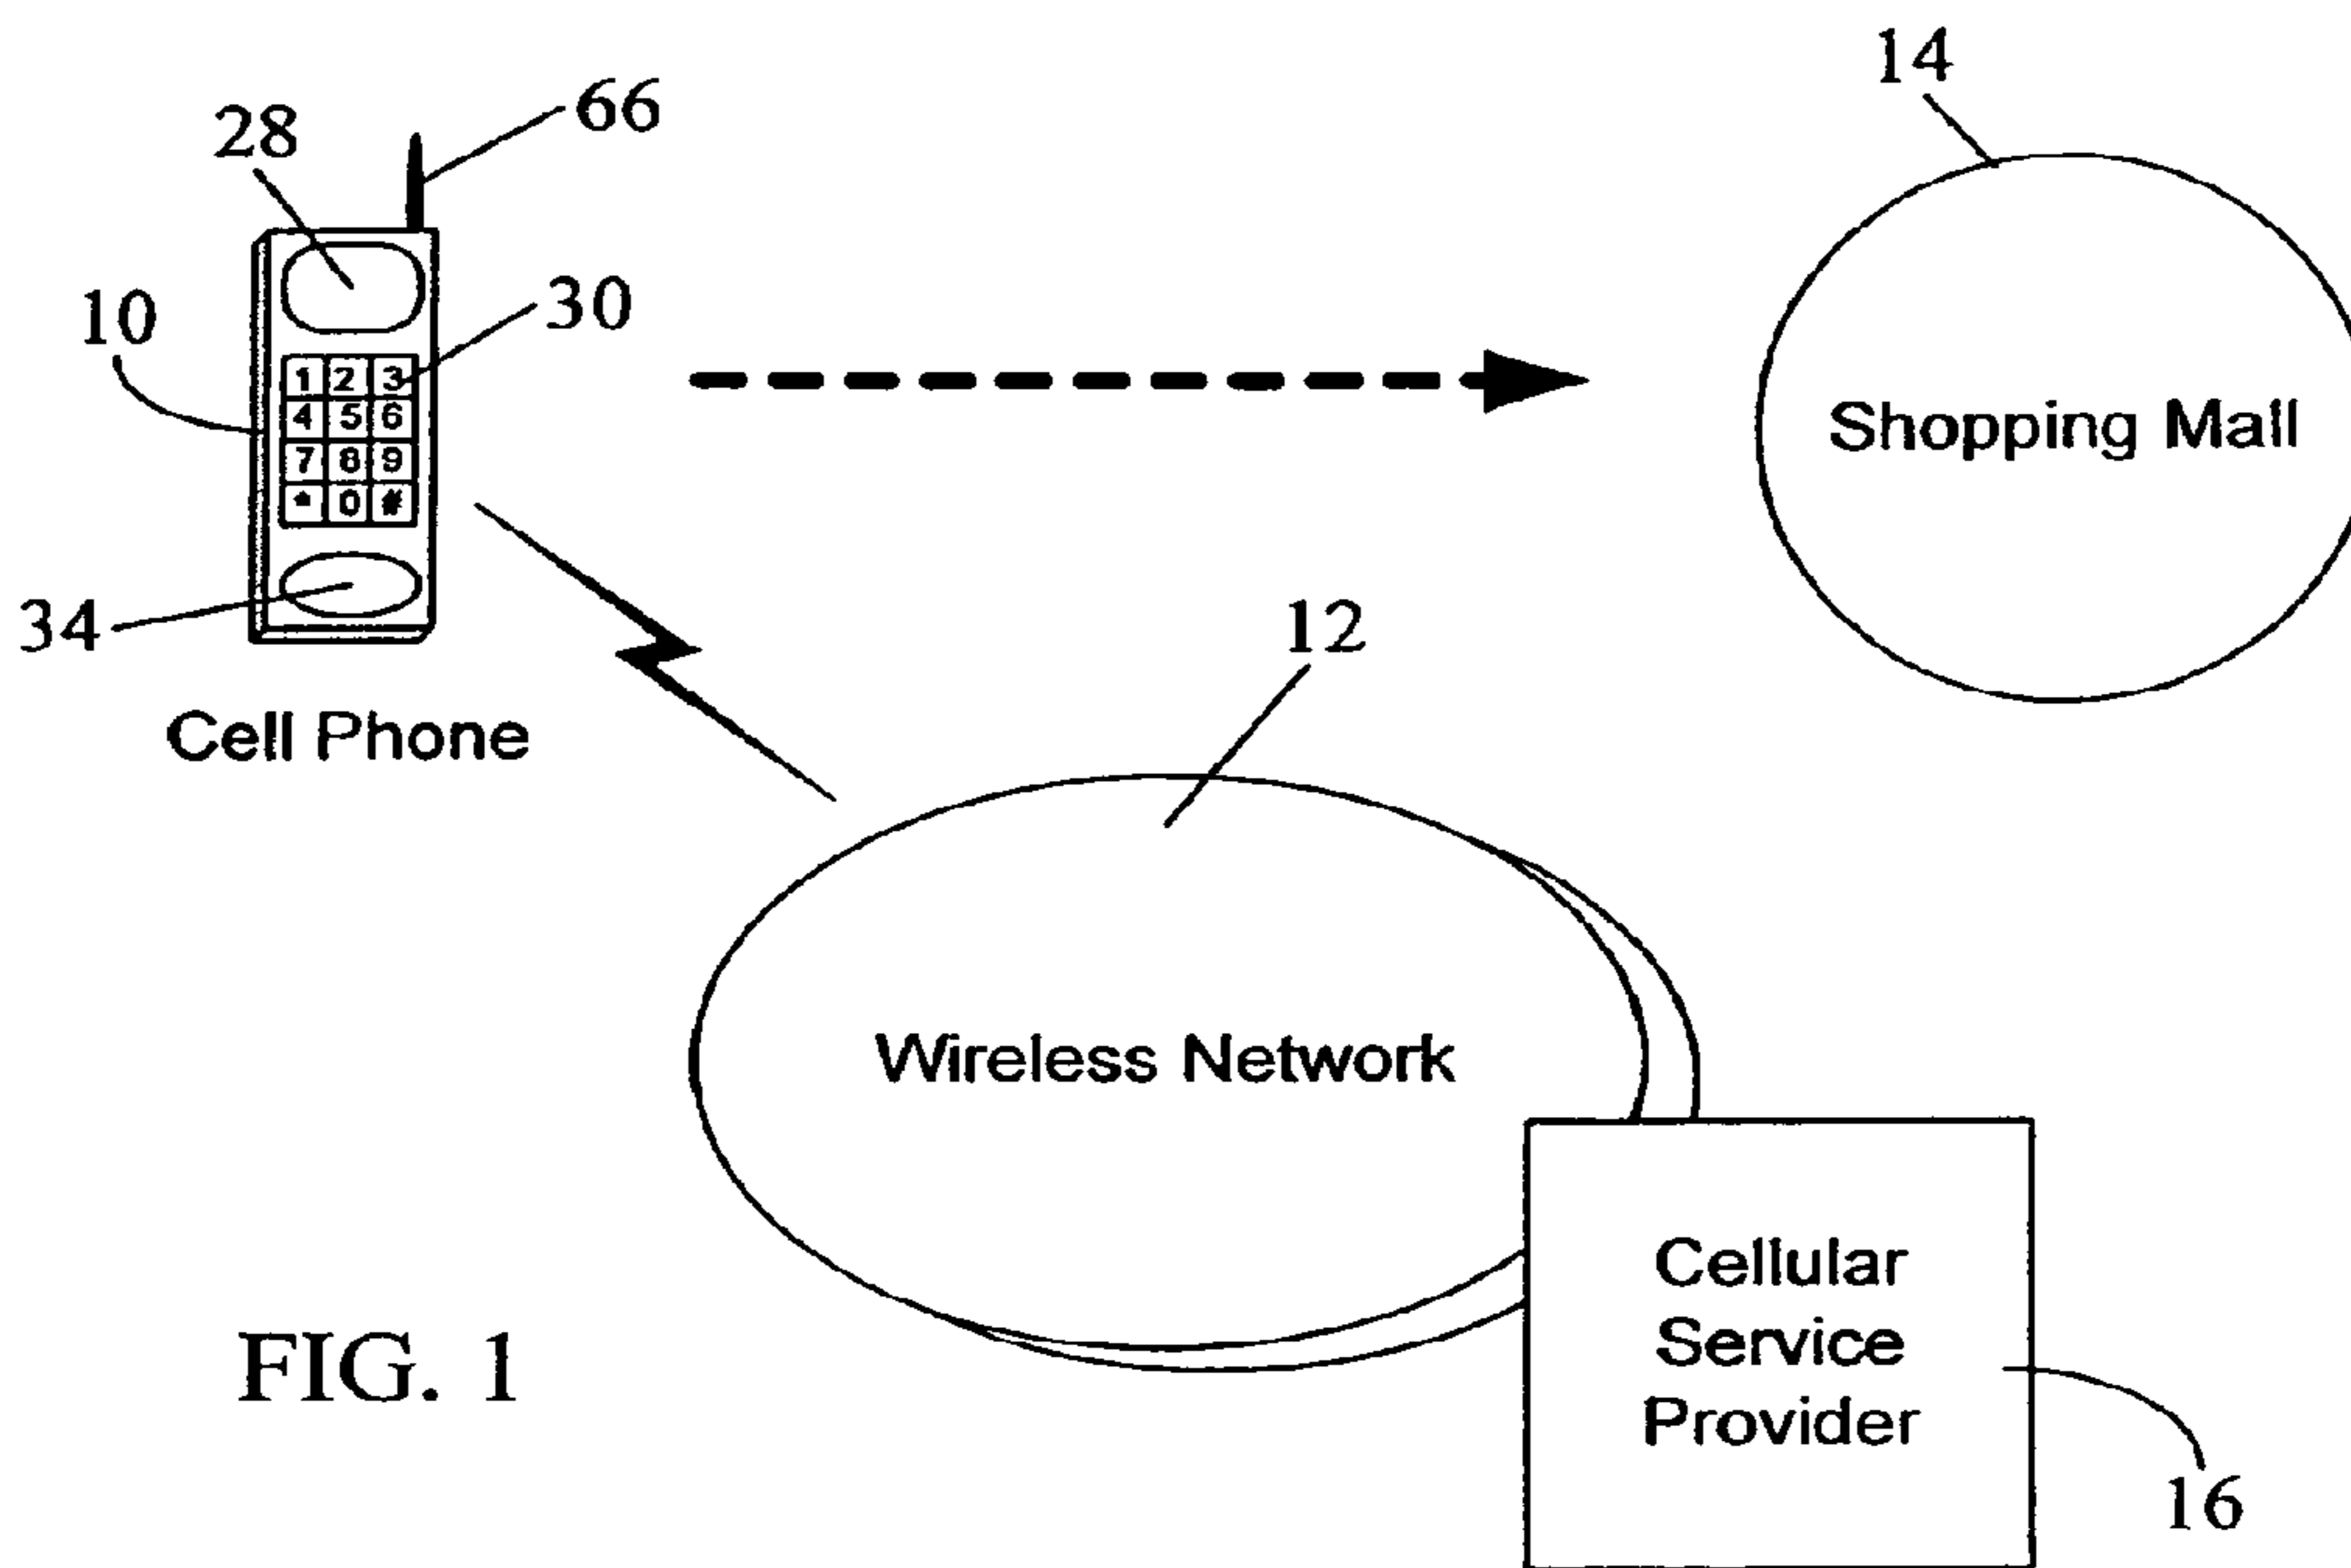 14
66
28
10
30
1 2 3
4 5 6
7 8 9
* 0 #
34
Cell Phone
Shopping Mall
12
Wireless Network
Cellular
Service
Provider
16
FIG. 1